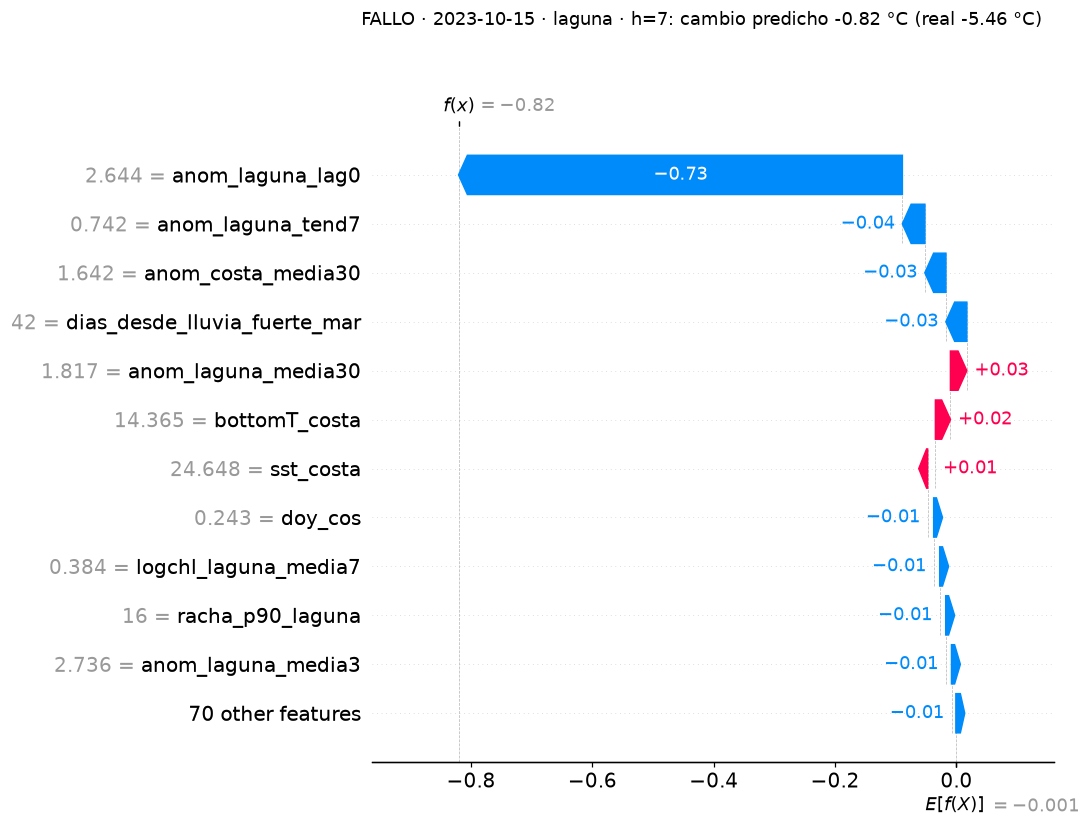 FALLO · 2023-10-15 · laguna · h=7: cambio predicho -0.82 °C (real -5.46 °C)
f(x) = −0.82
2.644 = anom_laguna_lag0 −0.73
0.742 = anom_laguna_tend7 −0.04
1.642 = anom_costa_media30 −0.03
42 = dias_desde_lluvia_fuerte_mar −0.03
1.817 = anom_laguna_media30 +0.03
14.365 = bottomT_costa +0.02
24.648 = sst_costa +0.01
0.243 = doy_cos −0.01
0.384 = logchl_laguna_media7 −0.01
16 = racha_p90_laguna −0.01
2.736 = anom_laguna_media3 −0.01
70 other features −0.01
−0.8 −0.6 −0.4 −0.2 0.0
E[f(X)] = −0.001